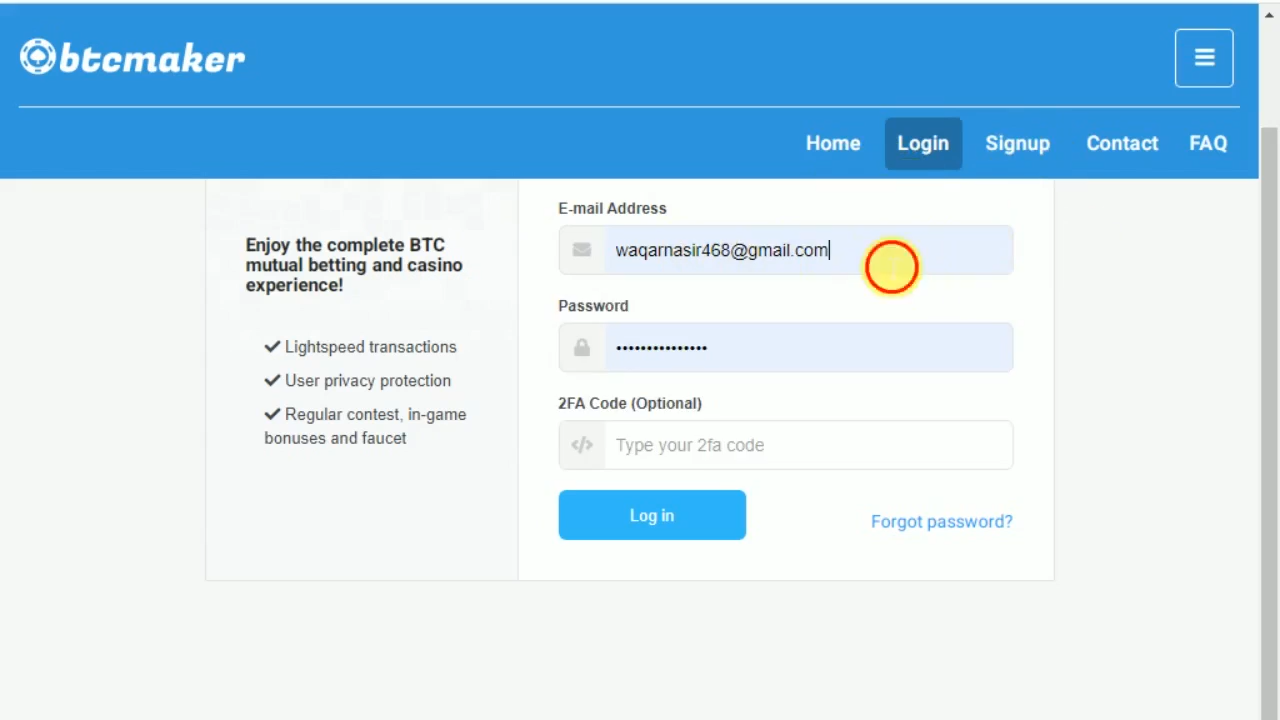 btcmaker
Home Login Signup Contact FAQ
Enjoy the complete BTC
mutual betting and casino
experience!
Lightspeed transactions
User privacy protection
Regular contest, in-game
bonuses and faucet
E-mail Address
waqarnasir468@gmail.com
Password
•••••••••••••••
2FA Code (Optional)
Type your 2fa code
Log in
Forgot password?